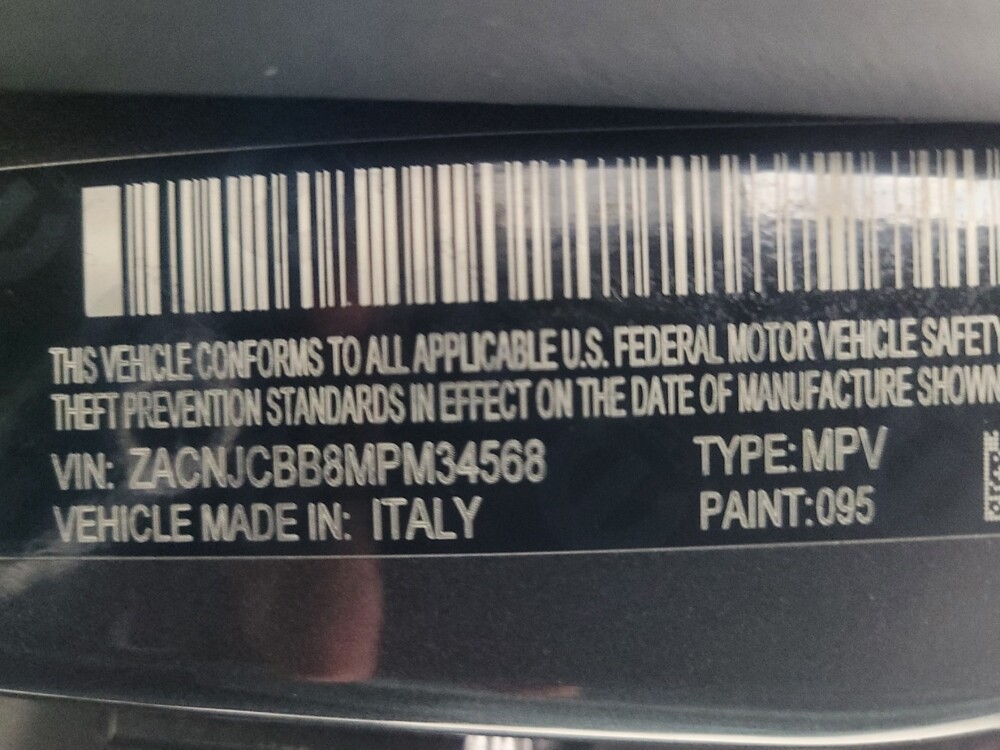 THIS VEHICLE CONFORMS TO ALL APPLICABLE U.S. FEDERAL MOTOR VEHICLE SAFETY
THEFT PREVENTION STANDARDS IN EFFECT ON THE DATE OF MANUFACTURE SHOWN
VIN: ZACNJCBB8MPM34568 TYPE: MPV
VEHICLE MADE IN: ITALY PAINT: 095